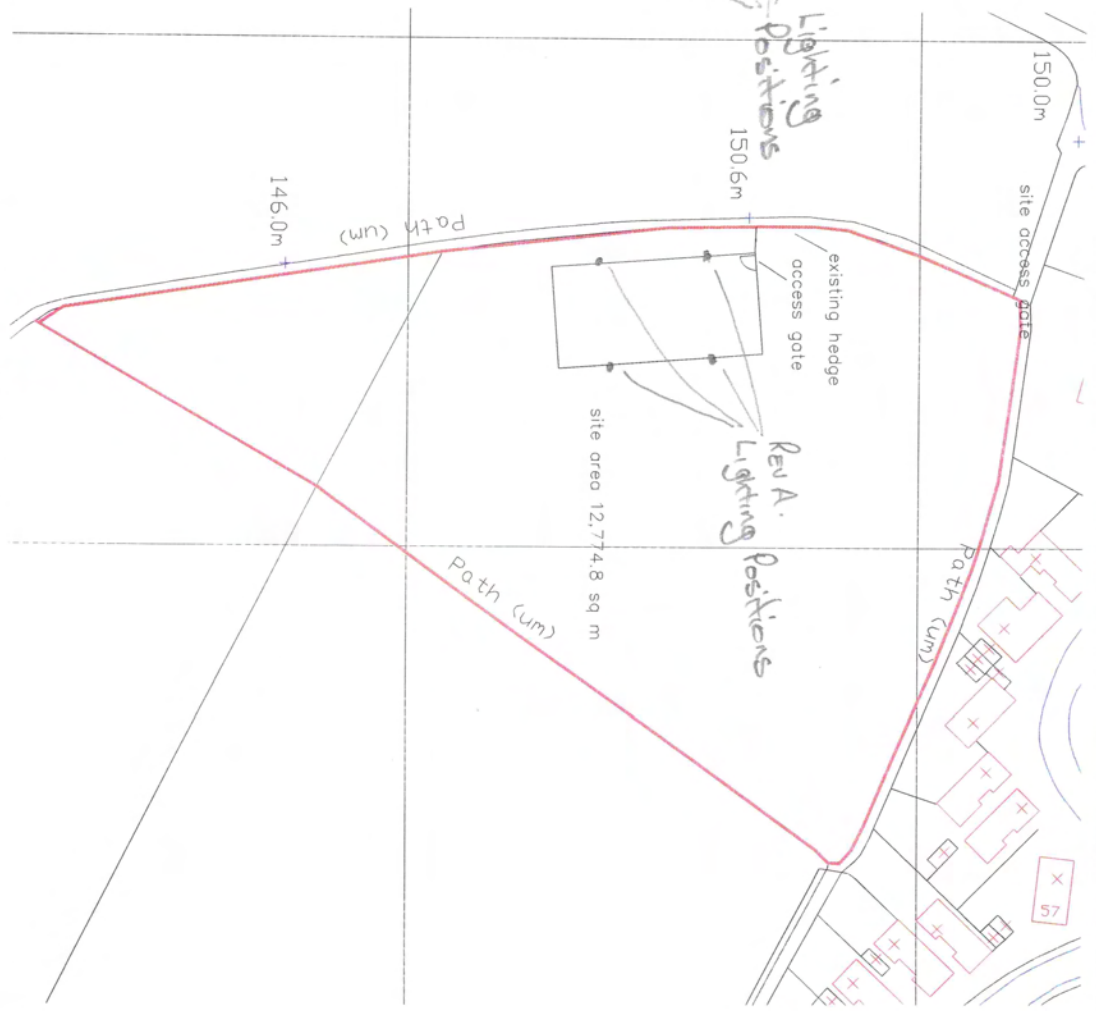 Lighting
Positions
150.0m
150.6m
site access gate
146.0m
Path (um)
existing hedge
access gate
REV A.
Lighting Positions
site area 12,774.8 sq m
Path (um)
Path (um)
57